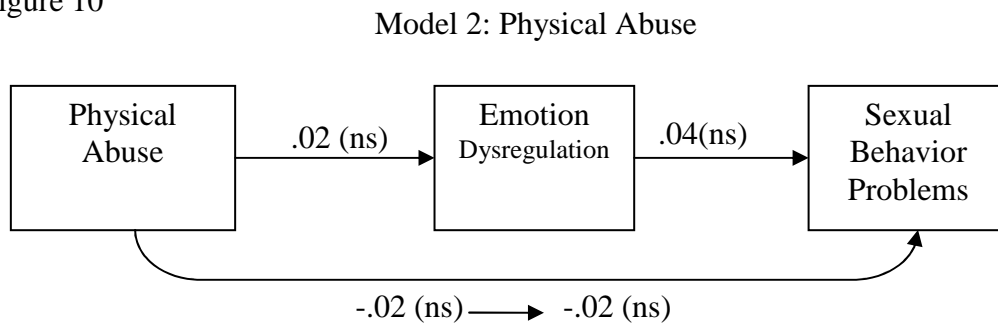 igure 10
Model 2: Physical Abuse
Physical
Abuse
.02 (ns)
Emotion
Dysregulation
.04(ns)
Sexual
Behavior
Problems
-.02 (ns) -.02 (ns)